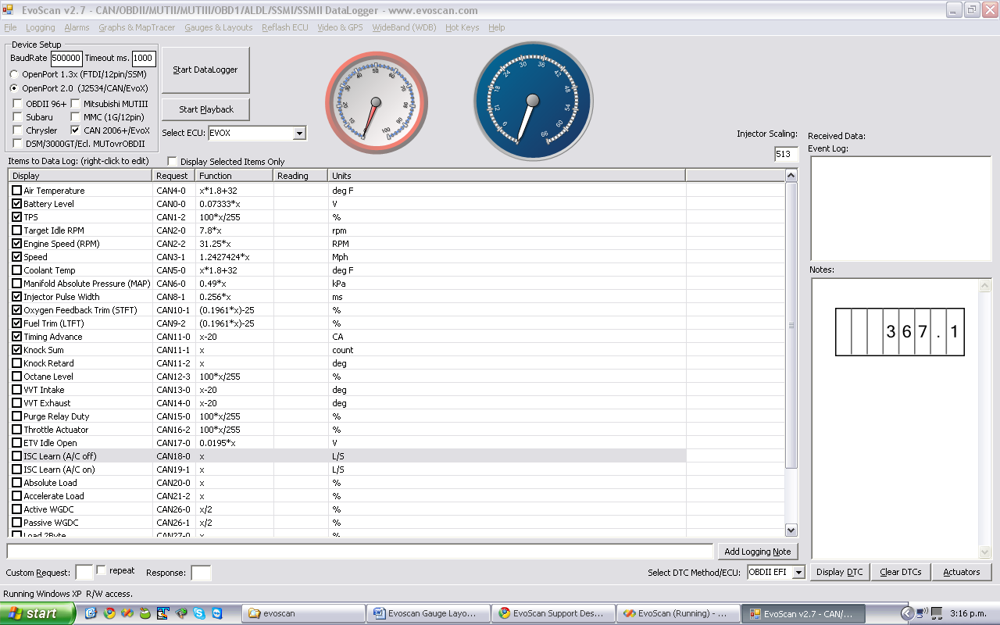 EvoScan v2.7 - CAN/OBDII/MUTII/MUTIII/OBD1/ALDL/SSMI/SSMII DataLogger - www.evoscan.com
File Logging Alarms Graphs & MapTracer Gauges & Layouts Reflash ECU Video & GPS WideBand (WDB) Hot Keys Help
Device Setup
BaudRate 500000 Timeout ms. 1000
OpenPort 1.3x (FTDI/12pin/SSM)
OpenPort 2.0 (J2534/CAN/EvoX)
OBDII 96+ Mitsubishi MUTIII
Subaru MMC (1G/12pin)
Chrysler CAN 2006+/EvoX
DSM/3000GT/Ecl. MUTovrOBDII
Start DataLogger
Start Playback
Select ECU: EVOX
0 10 20 30 40 50 60 70 80 90 100
6 12 18 24 30 36 42 48 54 60 66
Injector Scaling:
513
Received Data:
Event Log:
Items to Data Log: (right-click to edit) Display Selected Items Only
Display Request Function Reading Units
Air Temperature CAN4-0 x*1.8+32 deg F
Battery Level CAN0-0 0.07333*x V
TPS CAN1-2 100*x/255 %
Target Idle RPM CAN2-0 7.8*x rpm
Engine Speed (RPM) CAN2-2 31.25*x RPM
Speed CAN3-1 1.2427424*x Mph
Coolant Temp CAN5-0 x*1.8+32 deg F
Manifold Absolute Pressure (MAP) CAN6-0 0.49*x kPa
Injector Pulse Width CAN8-1 0.256*x ms
Oxygen Feedback Trim (STFT) CAN10-1 (0.1961*x)-25 %
Fuel Trim (LTFT) CAN9-2 (0.1961*x)-25 %
Timing Advance CAN11-0 x-20 CA
Knock Sum CAN11-1 x count
Knock Retard CAN11-2 x deg
Octane Level CAN12-3 100*x/255 %
VVT Intake CAN13-0 x-20 deg
VVT Exhaust CAN14-0 x-20 deg
Purge Relay Duty CAN15-0 100*x/255 %
Throttle Actuator CAN16-2 100*x/255 %
ETV Idle Open CAN17-0 0.0195*x V
ISC Learn (A/C off) CAN18-0 x L/S
ISC Learn (A/C on) CAN19-1 x L/S
Absolute Load CAN20-0 x %
Accelerate Load CAN21-2 x %
Active WGDC CAN26-0 x/2 %
Passive WGDC CAN26-1 x/2 %
Load 2Byte CAN27-0 x %
Notes:
367.1
Add Logging Note
Custom Request: repeat Response:
Select DTC Method/ECU: OBDII EFI Display DTC Clear DTCs Actuators
Running Windows XP R/W access.
start evoscan Evoscan Gauge Layo... EvoScan Support Des... EvoScan (Running) - ... EvoScan v2.7 - CAN/... 3:16 p.m.